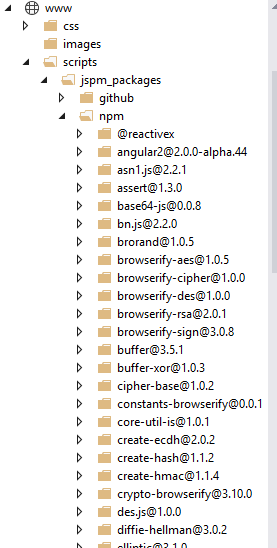 www
css
images
scripts
jspm_packages
github
npm
@reactivex
angular2@2.0.0-alpha.44
asn1.js@2.2.1
assert@1.3.0
base64-js@0.0.8
bn.js@2.2.0
brorand@1.0.5
browserify-aes@1.0.5
browserify-cipher@1.0.0
browserify-des@1.0.0
browserify-rsa@2.0.1
browserify-sign@3.0.8
buffer@3.5.1
buffer-xor@1.0.3
cipher-base@1.0.2
constants-browserify@0.0.1
core-util-is@1.0.1
create-ecdh@2.0.2
create-hash@1.1.2
create-hmac@1.1.4
crypto-browserify@3.10.0
des.js@1.0.0
diffie-hellman@3.0.2
elliptic@3.1.0